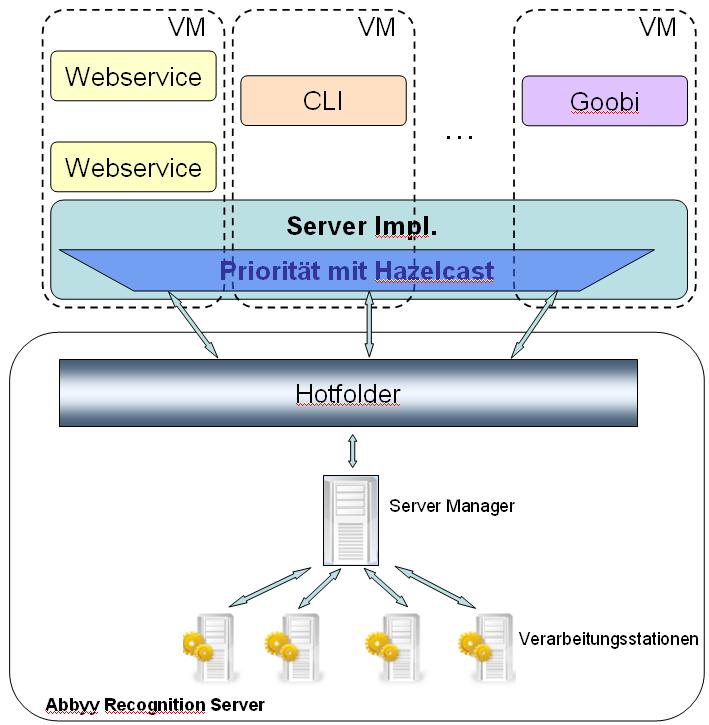 VM
VM
VM
Webservice
CLI
Goobi
...
Webservice
Server Impl.
Priorität mit Hazelcast
Hotfolder
Server Manager
Verarbeitungsstationen
Abbyy Recognition Server